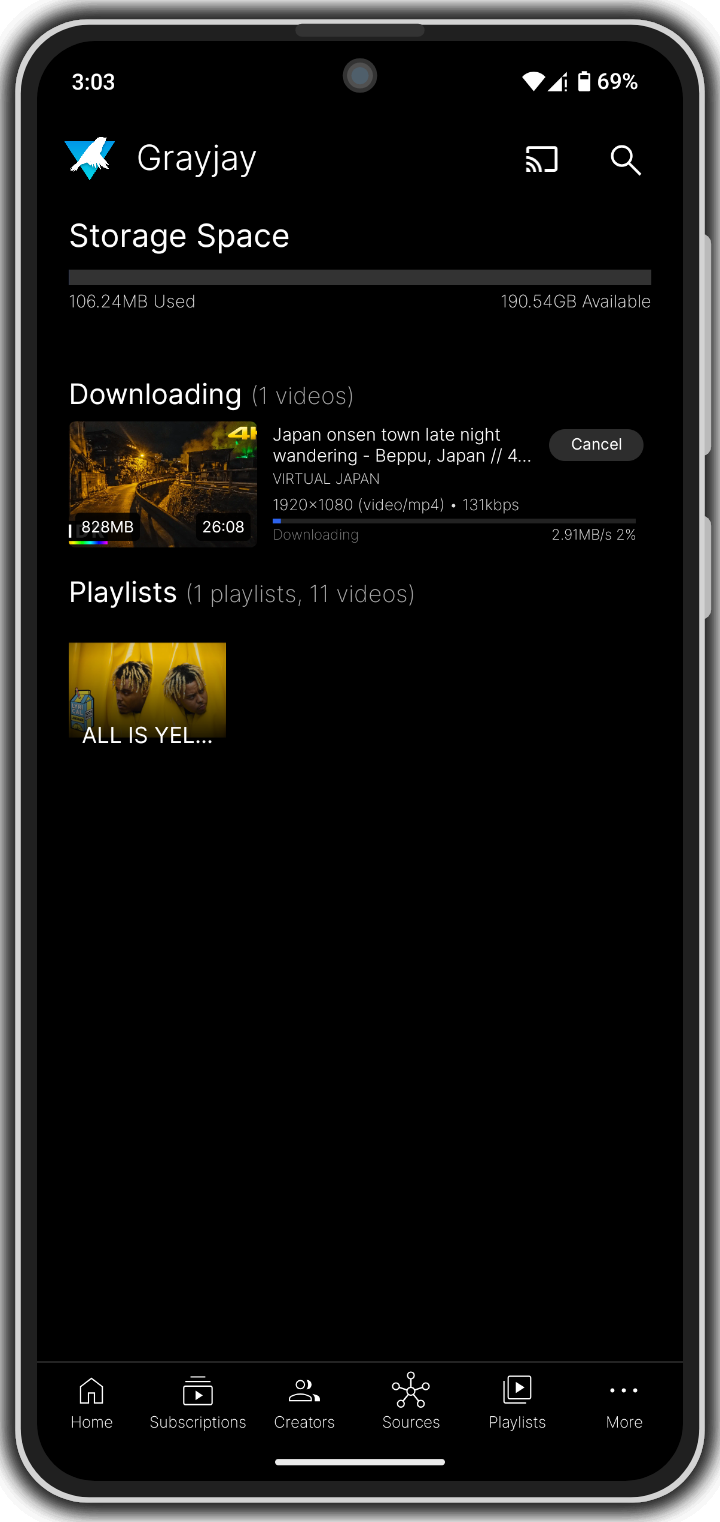 3:03
69%
Grayjay
Storage Space
106.24MB Used
190.54GB Available
Downloading (1 videos)
4K
Japan onsen town late night
wandering - Beppu, Japan // 4...
Cancel
VIRTUAL JAPAN
1920×1080 (video/mp4) • 131kbps
828MB
26:08
Downloading
2.91MB/s 2%
Playlists (1 playlists, 11 videos)
ALL IS YEL...
Home
Subscriptions
Creators
Sources
Playlists
More